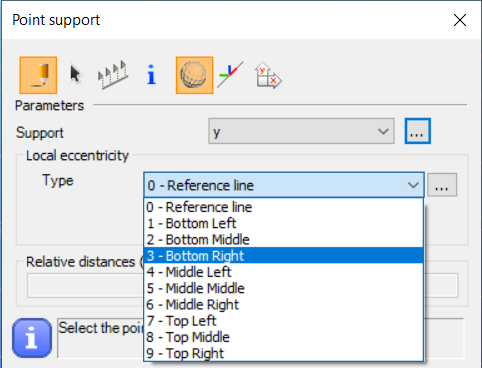 Point support
Parameters
Support y ...
Local eccentricity
Type 0 - Reference line ...
0 - Reference line
1 - Bottom Left
2 - Bottom Middle
3 - Bottom Right
4 - Middle Left
5 - Middle Middle
6 - Middle Right
7 - Top Left
8 - Top Middle
9 - Top Right
Relative distances (
Select the poi